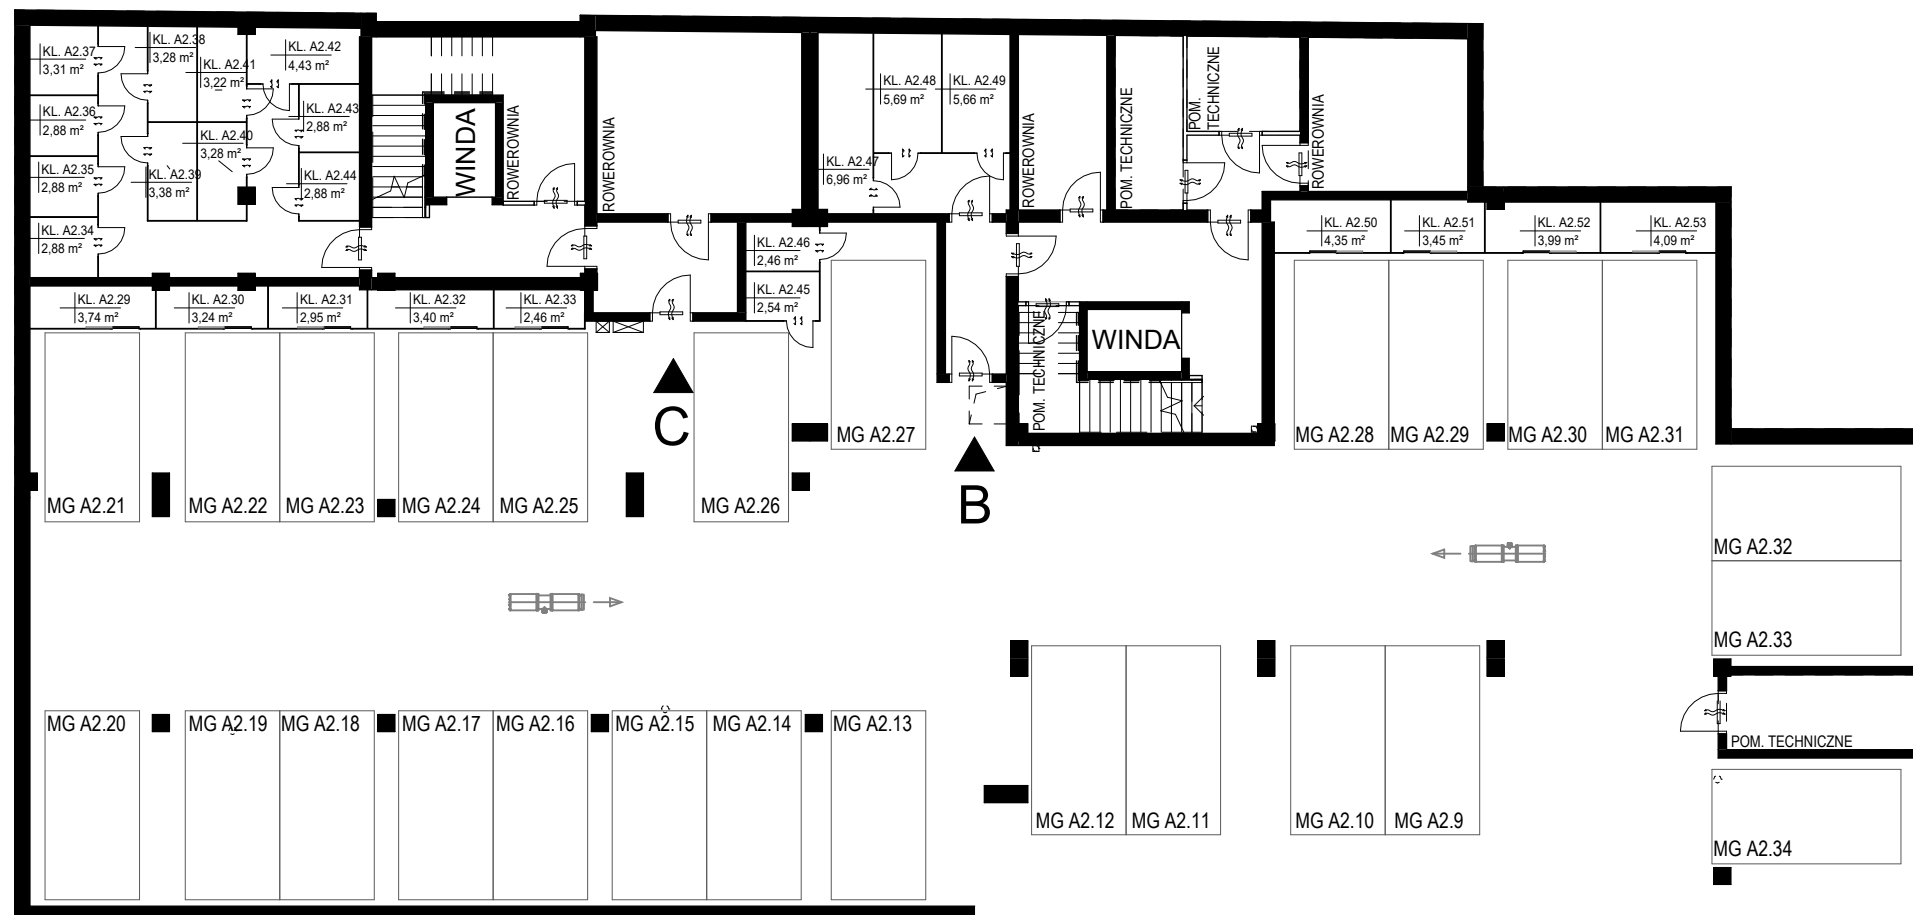 KL. A2.37
3,31 m²
KL. A2.38
3,28 m²
KL. A2.41
3,22 m²
KL. A2.42
4,43 m²
KL. A2.36
2,88 m²
KL. A2.43
2,88 m²
KL. A2.40
3,28 m²
KL. A2.35
2,88 m²
KL. A2.39
3,38 m²
KL. A2.44
2,88 m²
KL. A2.34
2,88 m²
WINDA
ROWEROWNIA
ROWEROWNIA
KL. A2.48
5,69 m²
KL. A2.49
5,66 m²
KL. A2.47
6,96 m²
ROWEROWNIA
POM. TECHNICZNE
POM.
TECHNICZNE
ROWEROWNIA
KL. A2.46
2,46 m²
KL. A2.45
2,54 m²
KL. A2.50
4,35 m²
KL. A2.51
3,45 m²
KL. A2.52
3,99 m²
KL. A2.53
4,09 m²
KL. A2.29
3,74 m²
KL. A2.30
3,24 m²
KL. A2.31
2,95 m²
KL. A2.32
3,40 m²
KL. A2.33
2,46 m²
POM. TECHNICZNE
WINDA
C
B
MG A2.27
MG A2.28
MG A2.29
MG A2.30
MG A2.31
MG A2.21
MG A2.22
MG A2.23
MG A2.24
MG A2.25
MG A2.26
MG A2.32
MG A2.33
MG A2.20
MG A2.19
MG A2.18
MG A2.17
MG A2.16
MG A2.15
MG A2.14
MG A2.13
POM. TECHNICZNE
MG A2.12
MG A2.11
MG A2.10
MG A2.9
MG A2.34